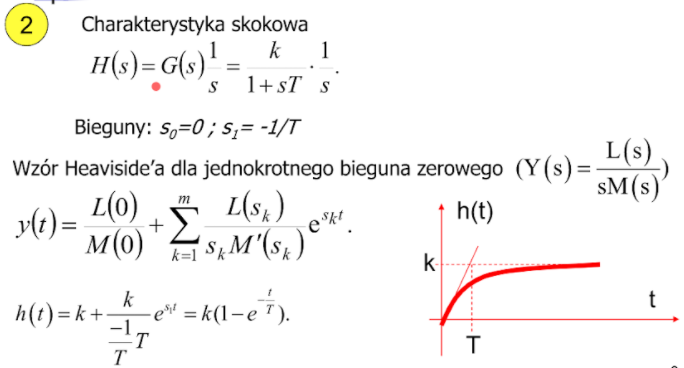 2 Charakterystyka skokowa
H(s) = G(s) 1/s = k/(1+sT) · 1/s.
Bieguny: s₀=0 ; s₁= -1/T
Wzór Heaviside'a dla jednokrotnego bieguna zerowego (Y(s) = L(s)/(sM(s)))
y(t) = L(0)/M(0) + ∑_{k=1}^{m} L(s_k)/(s_k M'(s_k)) e^{s_k t}.
h(t)
k
t
T
h(t) = k + k/((-1/T)T) e^{s₁t} = k(1 − e^{−t/T}).